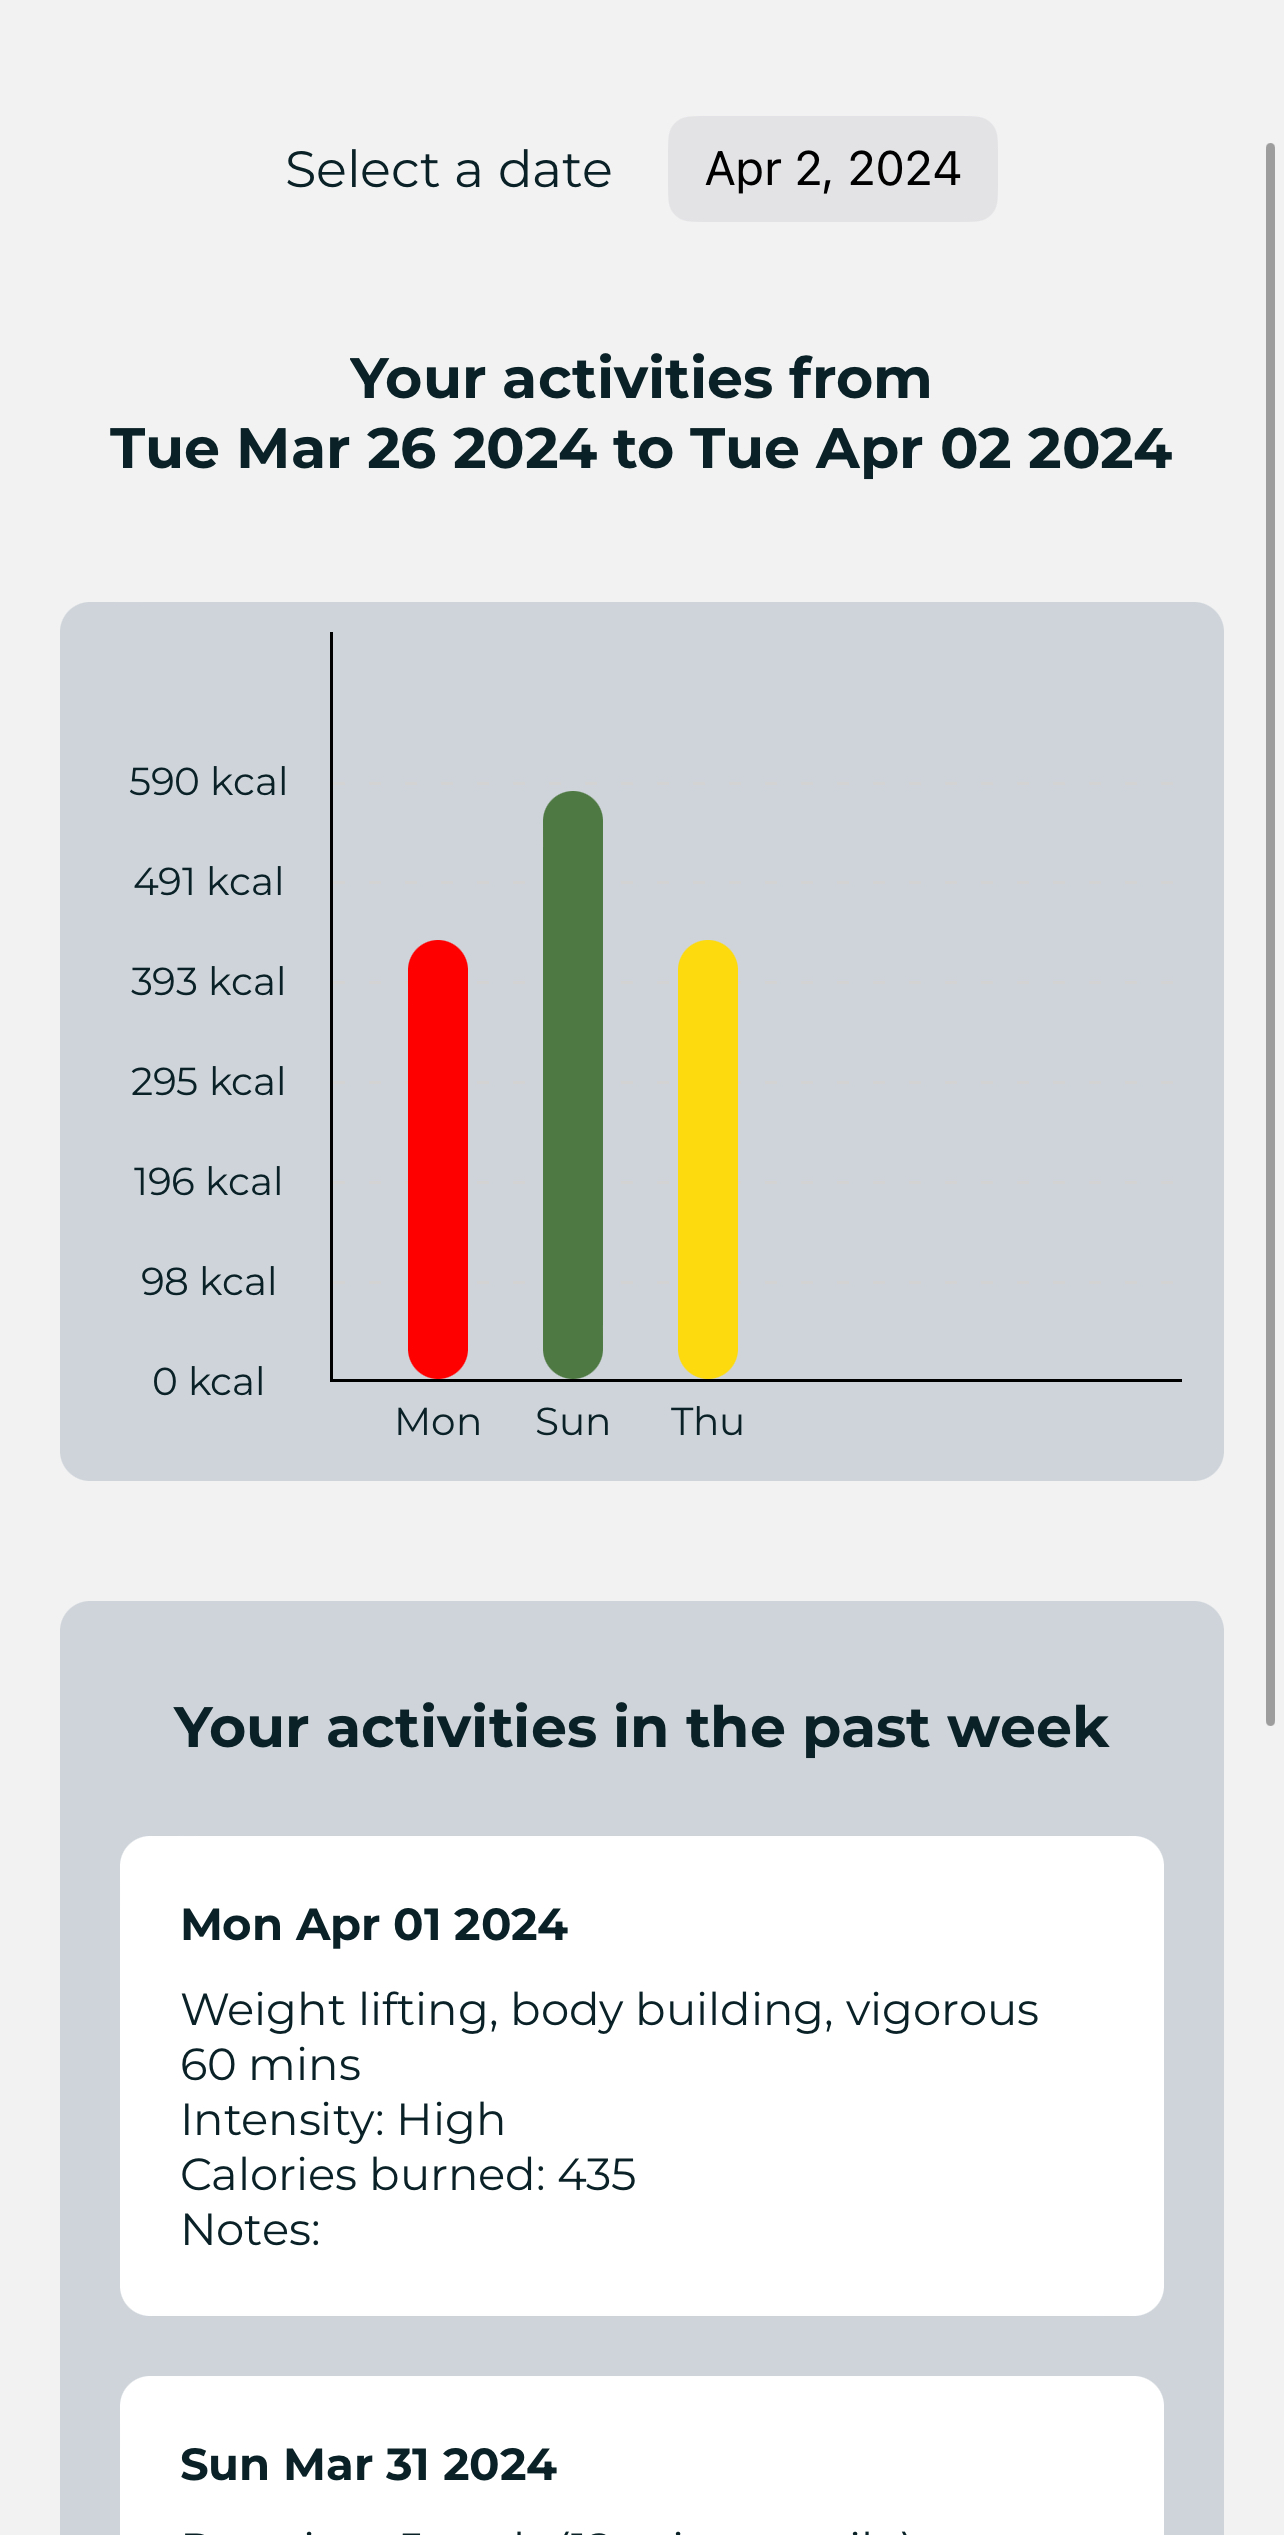 Select a date Apr 2, 2024
Your activities from
Tue Mar 26 2024 to Tue Apr 02 2024
590 kcal
491 kcal
393 kcal
295 kcal
196 kcal
98 kcal
0 kcal
Mon Sun Thu
Your activities in the past week
Mon Apr 01 2024
Weight lifting, body building, vigorous
60 mins
Intensity: High
Calories burned: 435
Notes:
Sun Mar 31 2024